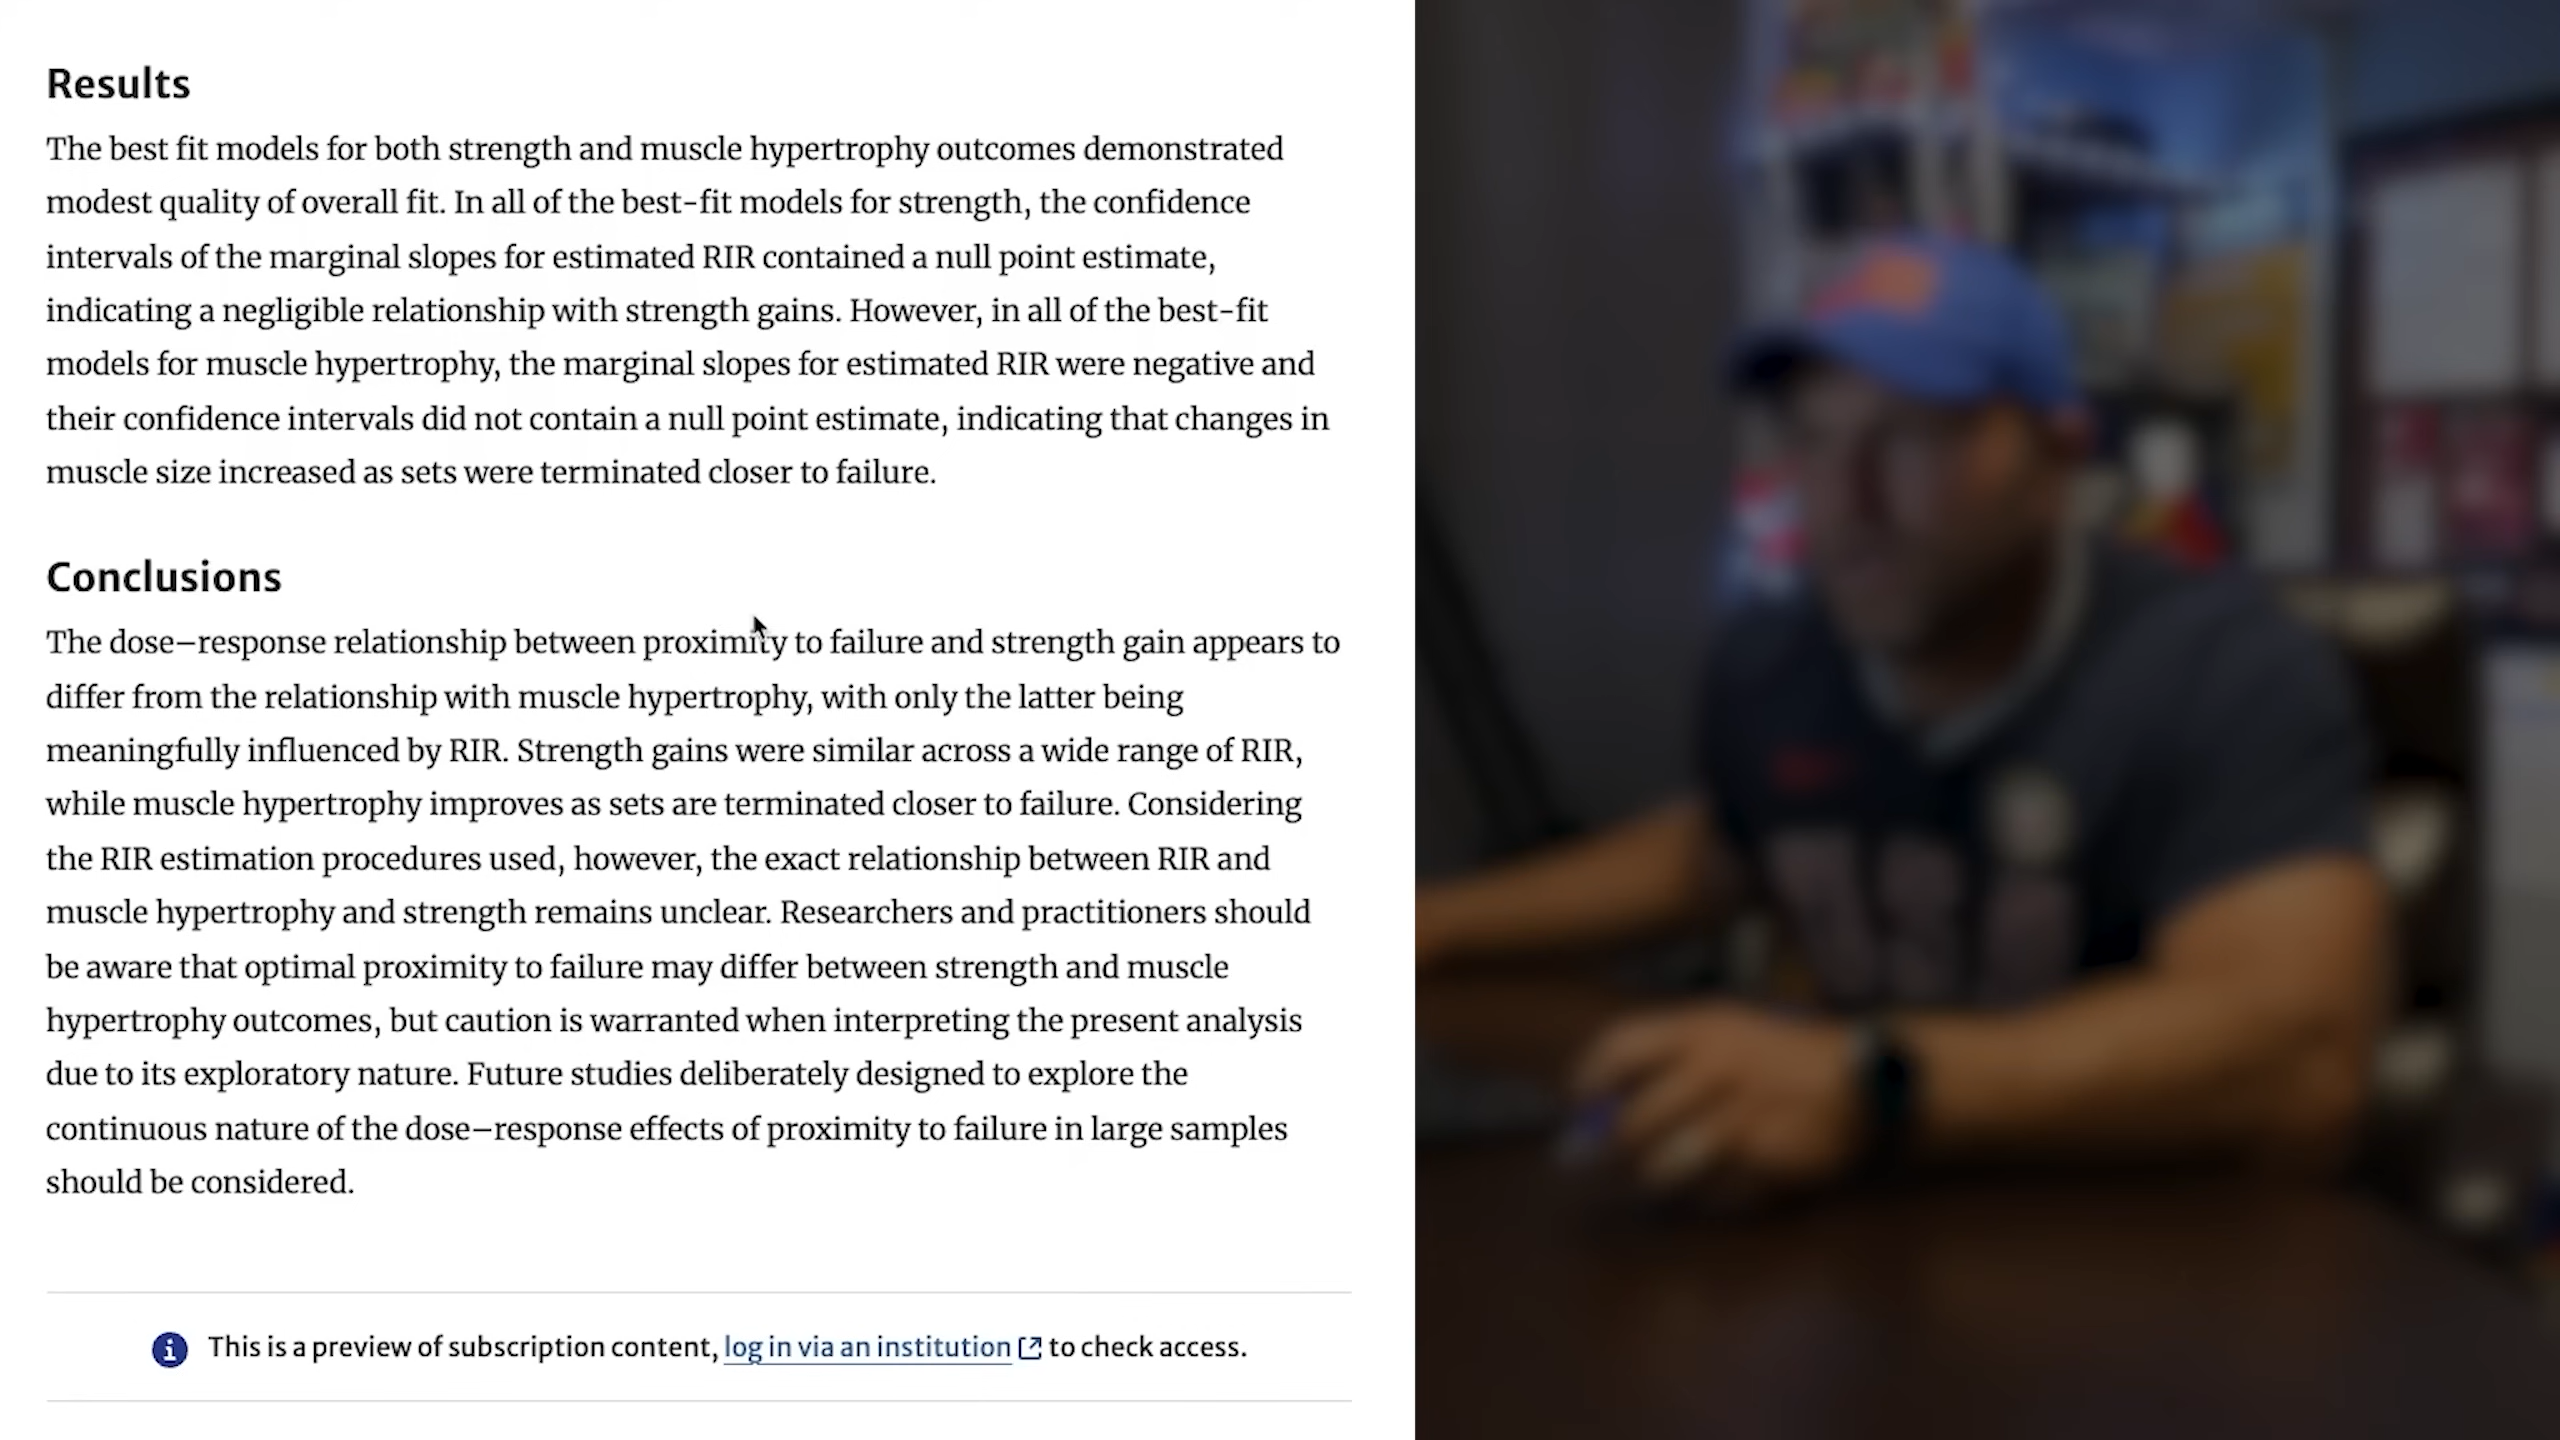 Results
The best fit models for both strength and muscle hypertrophy outcomes demonstrated
modest quality of overall fit. In all of the best-fit models for strength, the confidence
intervals of the marginal slopes for estimated RIR contained a null point estimate,
indicating a negligible relationship with strength gains. However, in all of the best-fit
models for muscle hypertrophy, the marginal slopes for estimated RIR were negative and
their confidence intervals did not contain a null point estimate, indicating that changes in
muscle size increased as sets were terminated closer to failure.
Conclusions
The dose–response relationship between proximity to failure and strength gain appears to
differ from the relationship with muscle hypertrophy, with only the latter being
meaningfully influenced by RIR. Strength gains were similar across a wide range of RIR,
while muscle hypertrophy improves as sets are terminated closer to failure. Considering
the RIR estimation procedures used, however, the exact relationship between RIR and
muscle hypertrophy and strength remains unclear. Researchers and practitioners should
be aware that optimal proximity to failure may differ between strength and muscle
hypertrophy outcomes, but caution is warranted when interpreting the present analysis
due to its exploratory nature. Future studies deliberately designed to explore the
continuous nature of the dose–response effects of proximity to failure in large samples
should be considered.
This is a preview of subscription content, log in via an institution to check access.